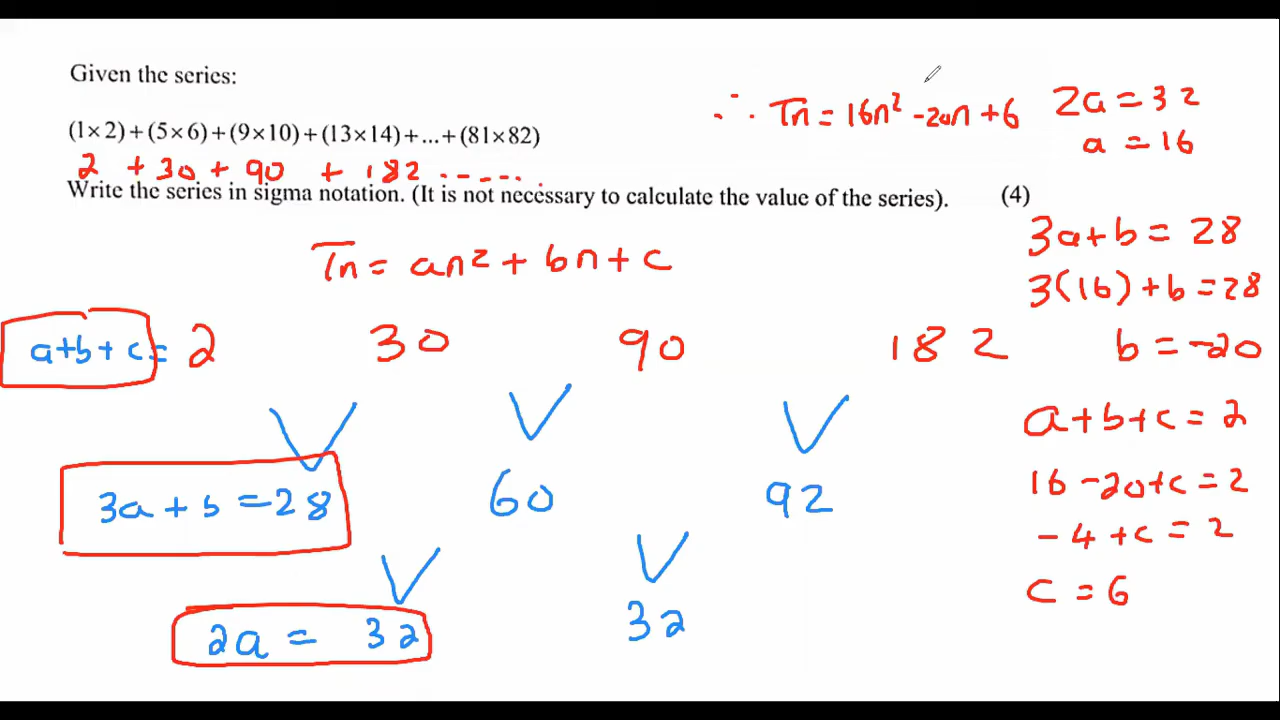 Given the series:
∴ Tn = 16n² - 20n + 6
2a = 32
a = 16
(1×2)+(5×6)+(9×10)+(13×14)+...+(81×82)
2 + 30 + 90 + 182 ......
Write the series in sigma notation. (It is not necessary to calculate the value of the series). (4)
3a+b = 28
3(16)+b = 28
b = -20
Tn = an² + bn + c
a+b+c = 2 30 90 182
3a + b = 28 60 92
2a = 32 32
a+b+c = 2
16 -20+c = 2
-4 +c = 2
c = 6